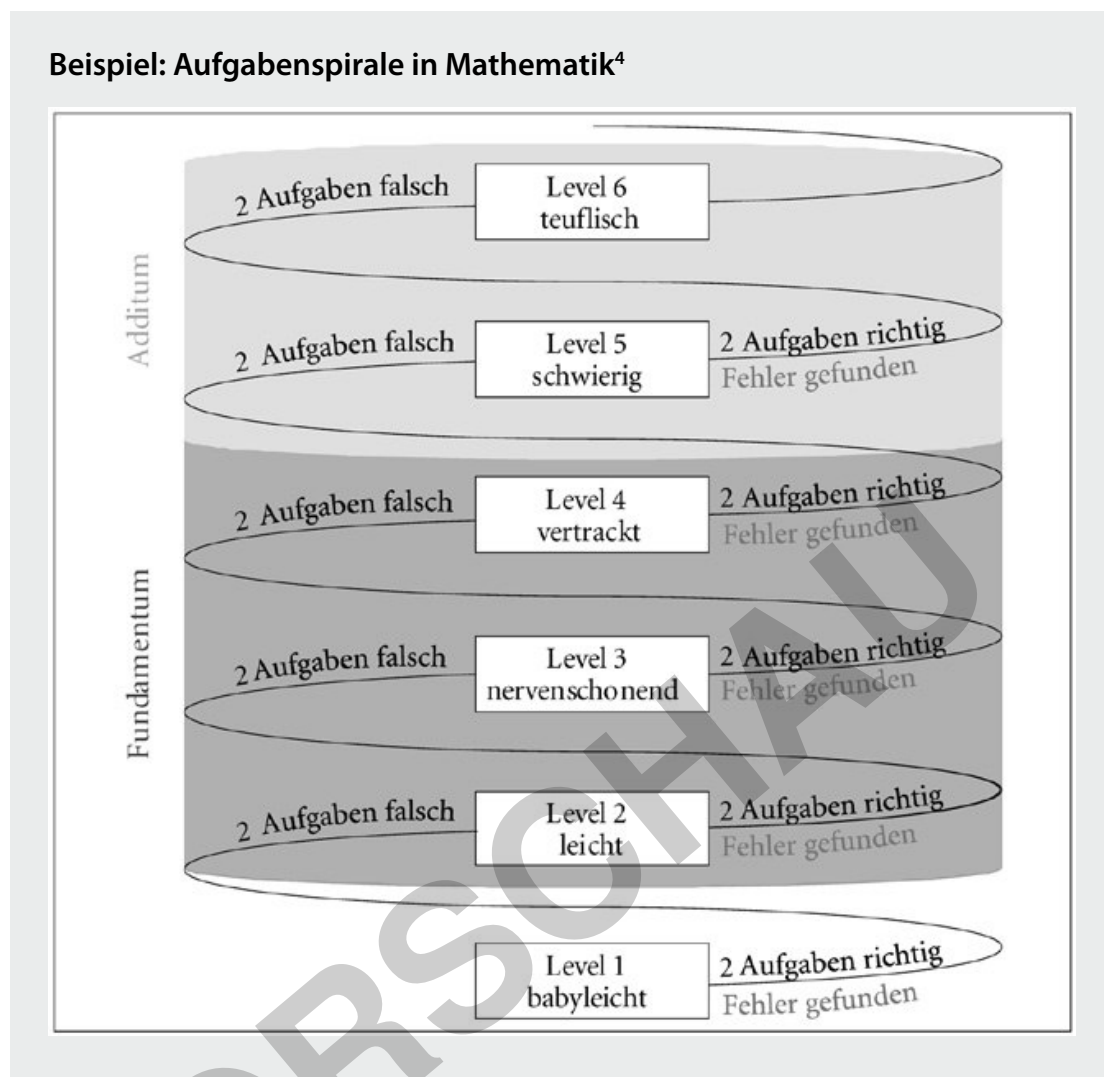 Beispiel: Aufgabenspirale in Mathematik⁴
2 Aufgaben falsch
Level 6
teuflisch
Additum
2 Aufgaben falsch
Level 5
schwierig
2 Aufgaben richtig
Fehler gefunden
2 Aufgaben falsch
Level 4
vertrackt
2 Aufgaben richtig
Fehler gefunden
Fundamentum
2 Aufgaben falsch
Level 3
nervenschonend
2 Aufgaben richtig
Fehler gefunden
2 Aufgaben falsch
Level 2
leicht
2 Aufgaben richtig
Fehler gefunden
Level 1
babyleicht
2 Aufgaben richtig
Fehler gefunden
ORSCHAU